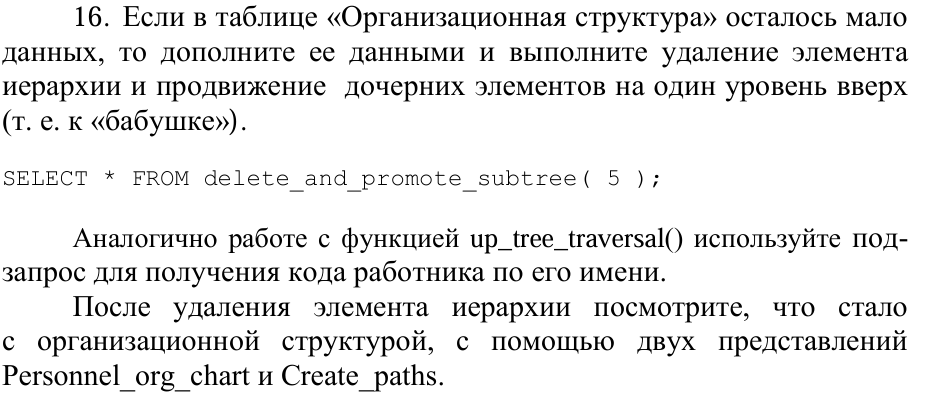 16. Если в таблице «Организационная структура» осталось мало
данных, то дополните ее данными и выполните удаление элемента
иерархии и продвижение дочерних элементов на один уровень вверх
(т. е. к «бабушке»).
SELECT * FROM delete_and_promote_subtree( 5 );
Аналогично работе с функцией up_tree_traversal() используйте под-
запрос для получения кода работника по его имени.
После удаления элемента иерархии посмотрите, что стало
с организационной структурой, с помощью двух представлений
Personnel_org_chart и Create_paths.